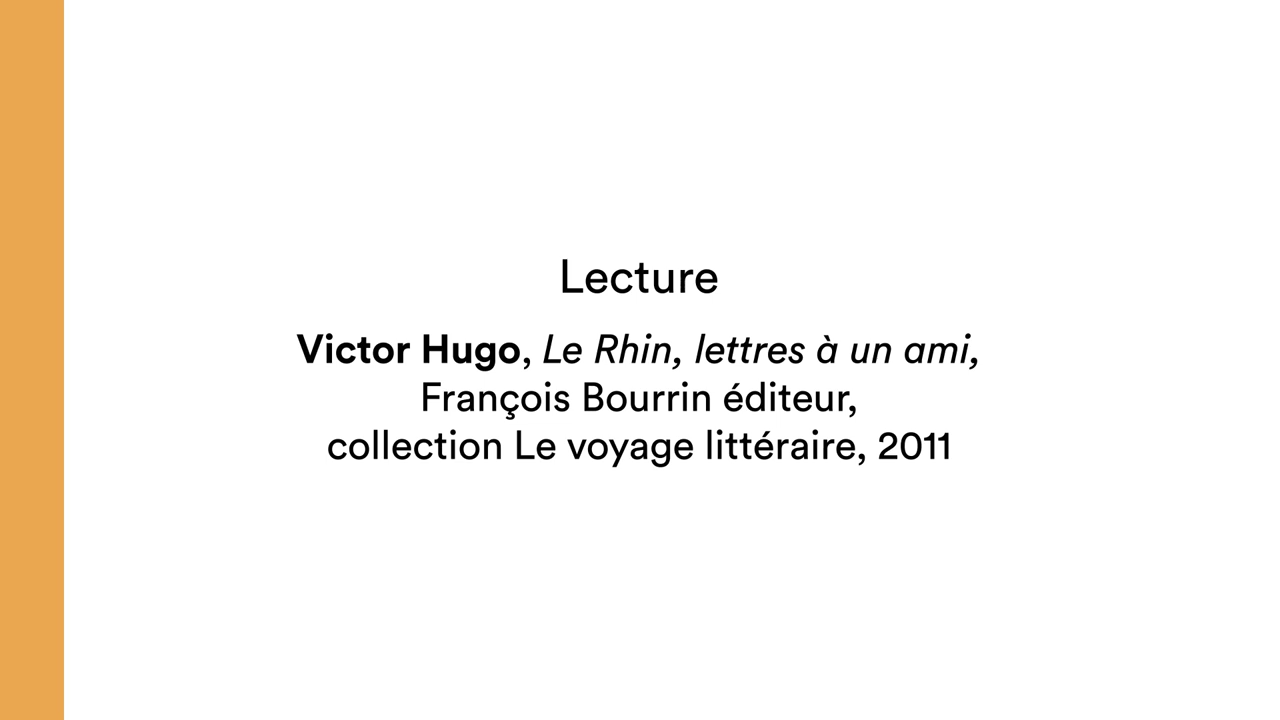 Lecture
Victor Hugo, Le Rhin, lettres à un ami,
François Bourrin éditeur,
collection Le voyage littéraire, 2011